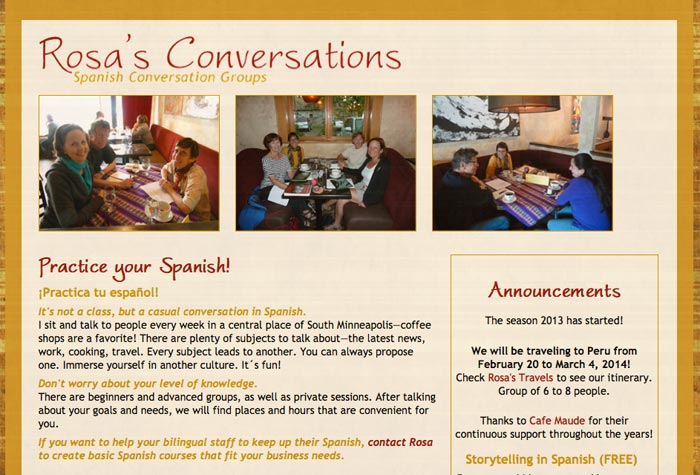 Rosa's Conversations
Spanish Conversation Groups
Practice your Spanish!
¡Practica tu español!
It's not a class, but a casual conversation in Spanish.
I sit and talk to people every week in a central place of South Minneapolis—coffee
shops are a favorite! There are plenty of subjects to talk about—the latest news,
work, cooking, travel. Every subject leads to another. You can always propose
one. Immerse yourself in another culture. It´s fun!
Don't worry about your level of knowledge.
There are beginners and advanced groups, as well as private sessions. After talking
about your goals and needs, we will find places and hours that are convenient for
you.
If you want to help your bilingual staff to keep up their Spanish, contact Rosa
to create basic Spanish courses that fit your business needs.
Announcements
The season 2013 has started!
We will be traveling to Peru from
February 20 to March 4, 2014!
Check Rosa's Travels to see our itinerary.
Group of 6 to 8 people.
Thanks to Cafe Maude for their
continuous support throughout the years!
Storytelling in Spanish (FREE)